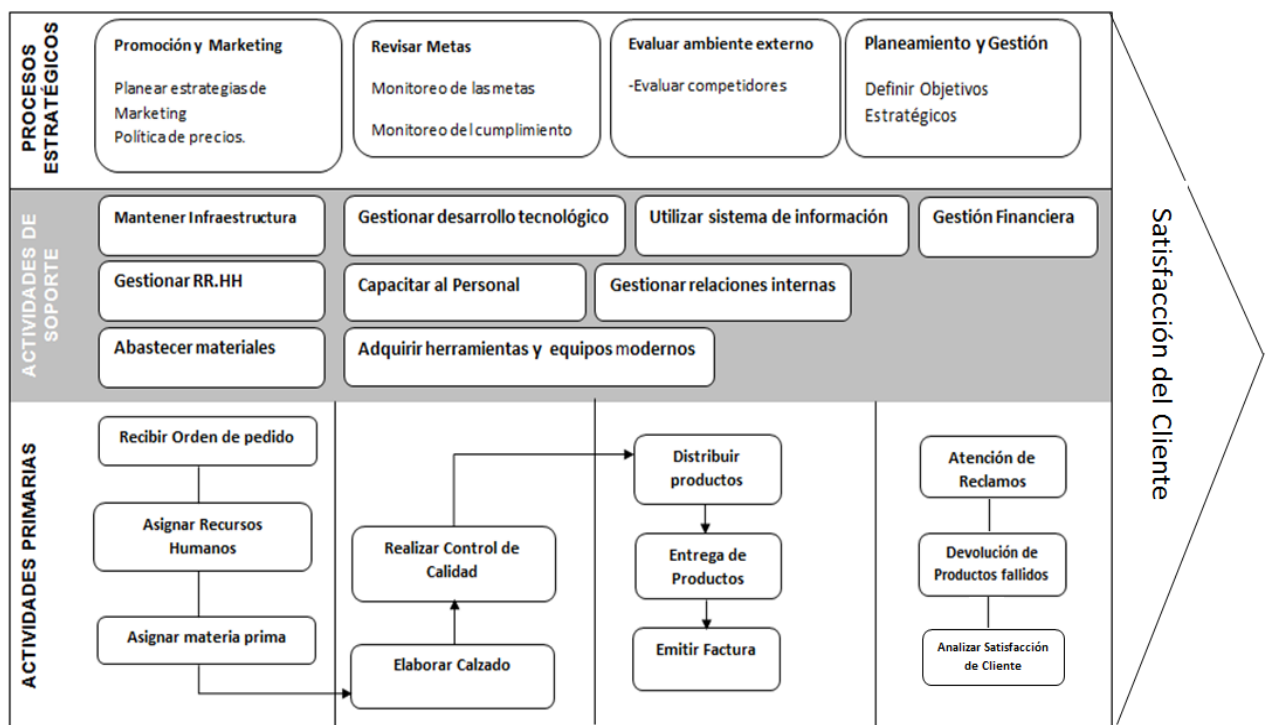 PROCESOS
ESTRATÉGICOS
Promoción y Marketing
Planear estrategias de
Marketing
Política de precios.
Revisar Metas
Monitoreo de las metas
Monitoreo del cumplimiento
Evaluar ambiente externo
-Evaluar competidores
Planeamiento y Gestión
Definir Objetivos
Estratégicos
ACTIVIDADES DE
SOPORTE
Mantener Infraestructura
Gestionar desarrollo tecnológico
Utilizar sistema de información
Gestión Financiera
Gestionar RR.HH
Capacitar al Personal
Gestionar relaciones internas
Abastecer materiales
Adquirir herramientas y equipos modernos
ACTIVIDADES PRIMARIAS
Recibir Orden de pedido
Asignar Recursos
Humanos
Asignar materia prima
Realizar Control de
Calidad
Elaborar Calzado
Distribuir
productos
Entrega de
Productos
Emitir Factura
Atención de
Reclamos
Devolución de
Productos fallidos
Analizar Satisfacción
de Cliente
Satisfacción del Cliente